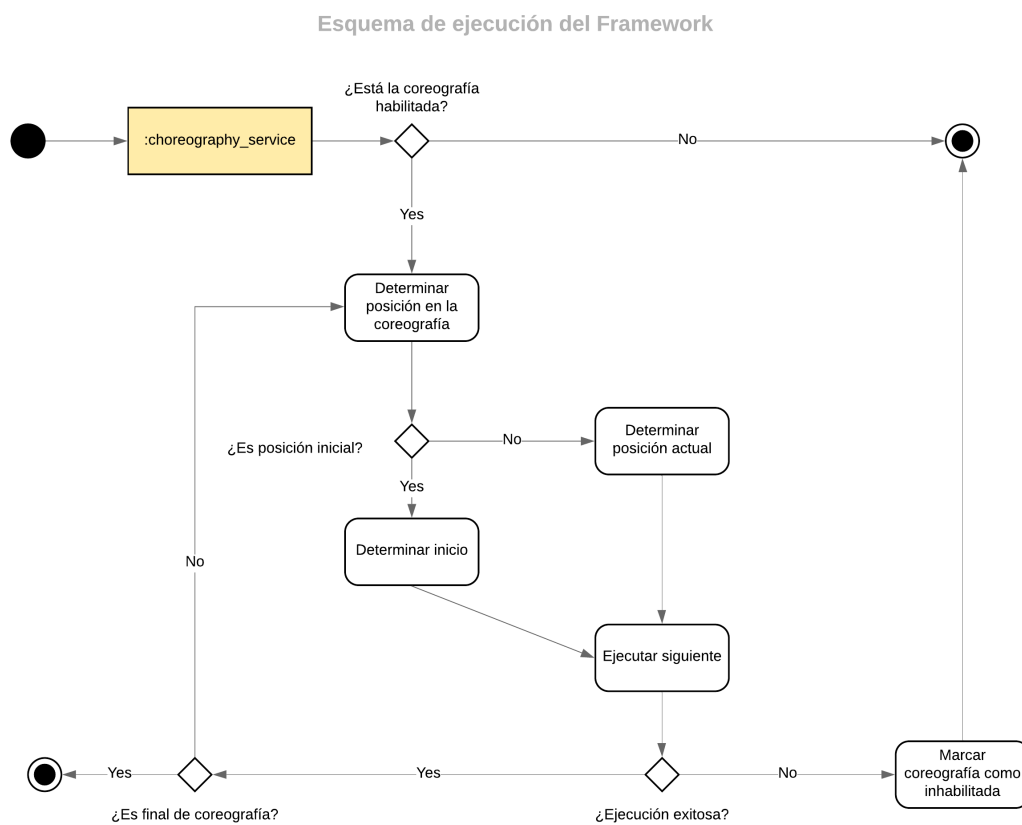 Esquema de ejecución del Framework
¿Está la coreografía
habilitada?
:choreography_service
No
Yes
Determinar
posición en la
coreografía
¿Es posición inicial?
No
Determinar
posición actual
Yes
Determinar inicio
No
Ejecutar siguiente
Yes
Yes
No
Marcar
coreografía como
inhabilitada
¿Es final de coreografía?
¿Ejecución exitosa?